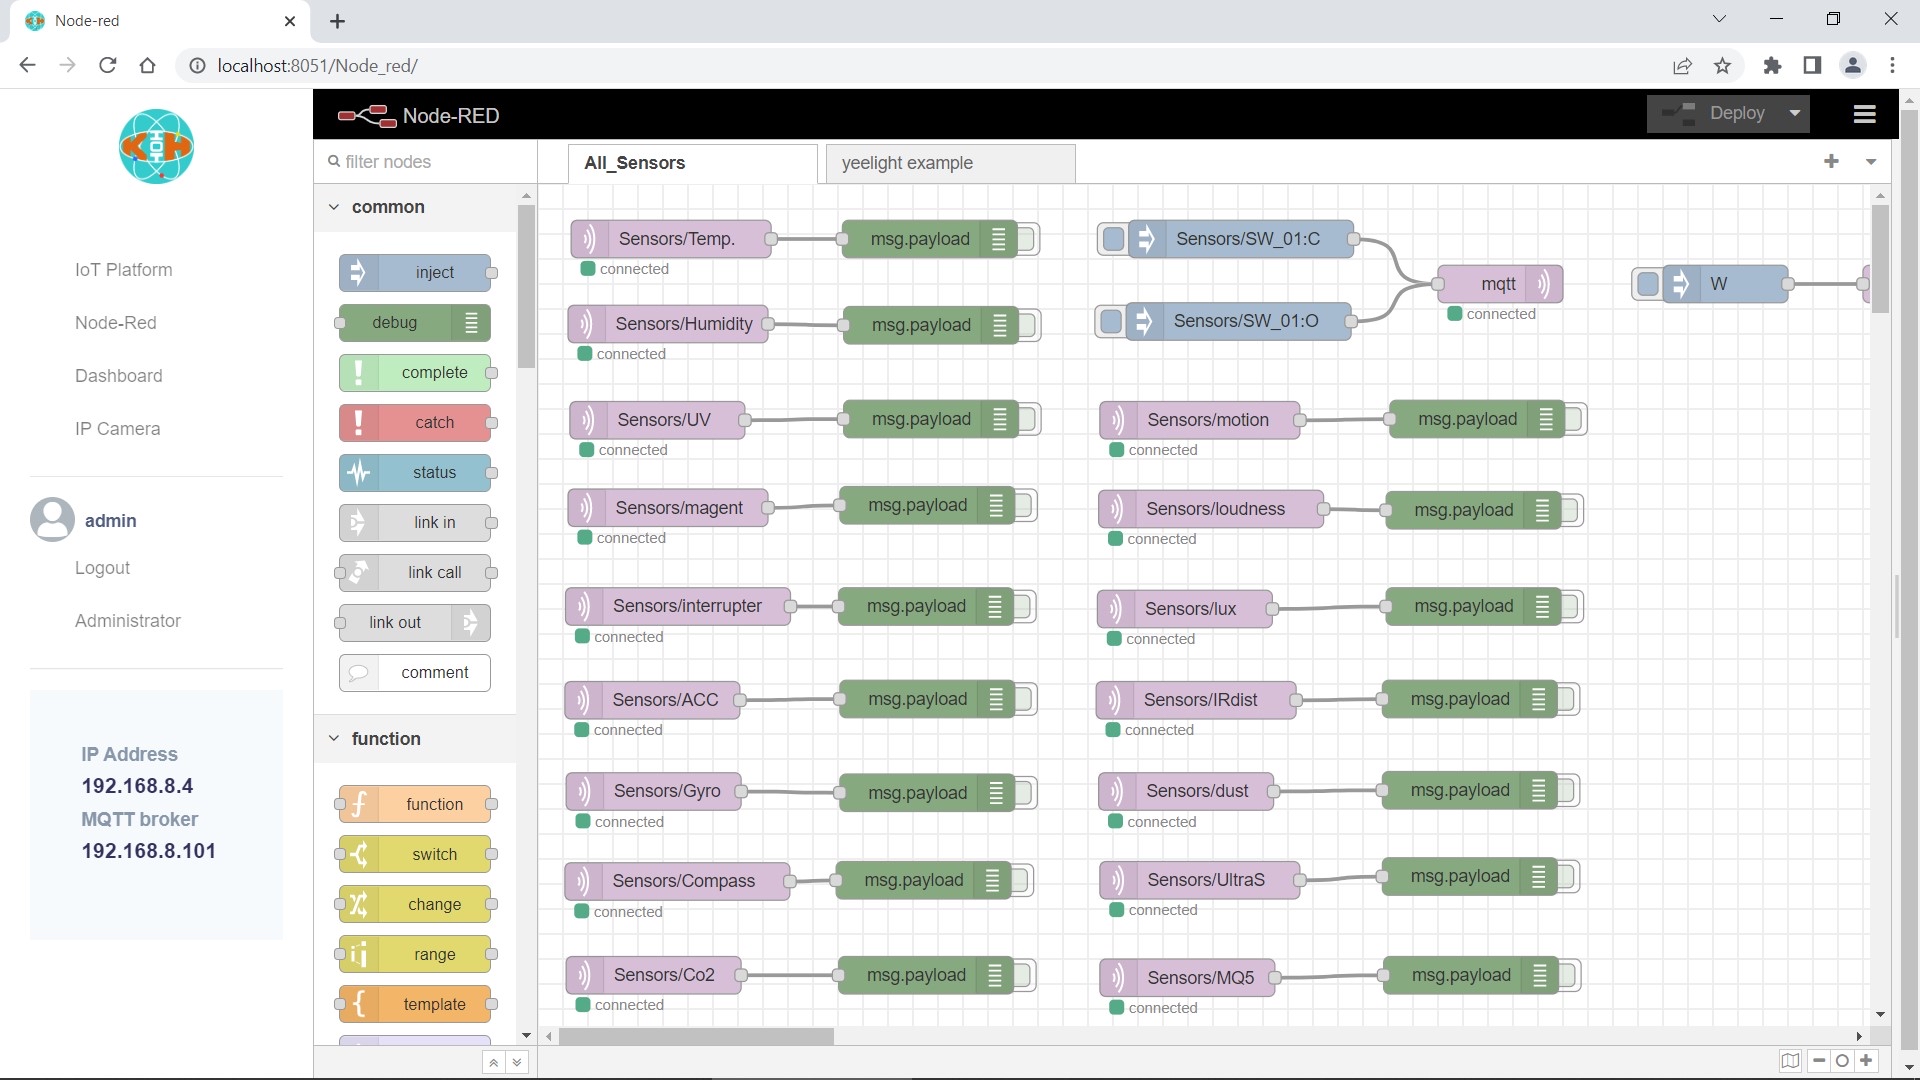 Node-red
localhost:8051/Node_red/
KOH
IoT Platform
Node-Red
Dashboard
IP Camera
admin
Logout
Administrator
IP Address
192.168.8.4
MQTT broker
192.168.8.101
Node-RED
Deploy
filter nodes
common
inject
debug
complete
catch
status
link in
link call
link out
comment
function
function
switch
change
range
template
All_Sensors
yeelight example
Sensors/Temp.
connected
msg.payload
Sensors/SW_01:C
mqtt
connected
W
Sensors/Humidity
connected
msg.payload
Sensors/SW_01:O
Sensors/UV
connected
msg.payload
Sensors/motion
connected
msg.payload
Sensors/magent
connected
msg.payload
Sensors/loudness
connected
msg.payload
Sensors/interrupter
connected
msg.payload
Sensors/lux
connected
msg.payload
Sensors/ACC
connected
msg.payload
Sensors/IRdist
connected
msg.payload
Sensors/Gyro
connected
msg.payload
Sensors/dust
connected
msg.payload
Sensors/Compass
connected
msg.payload
Sensors/UltraS
connected
msg.payload
Sensors/Co2
connected
msg.payload
Sensors/MQ5
connected
msg.payload